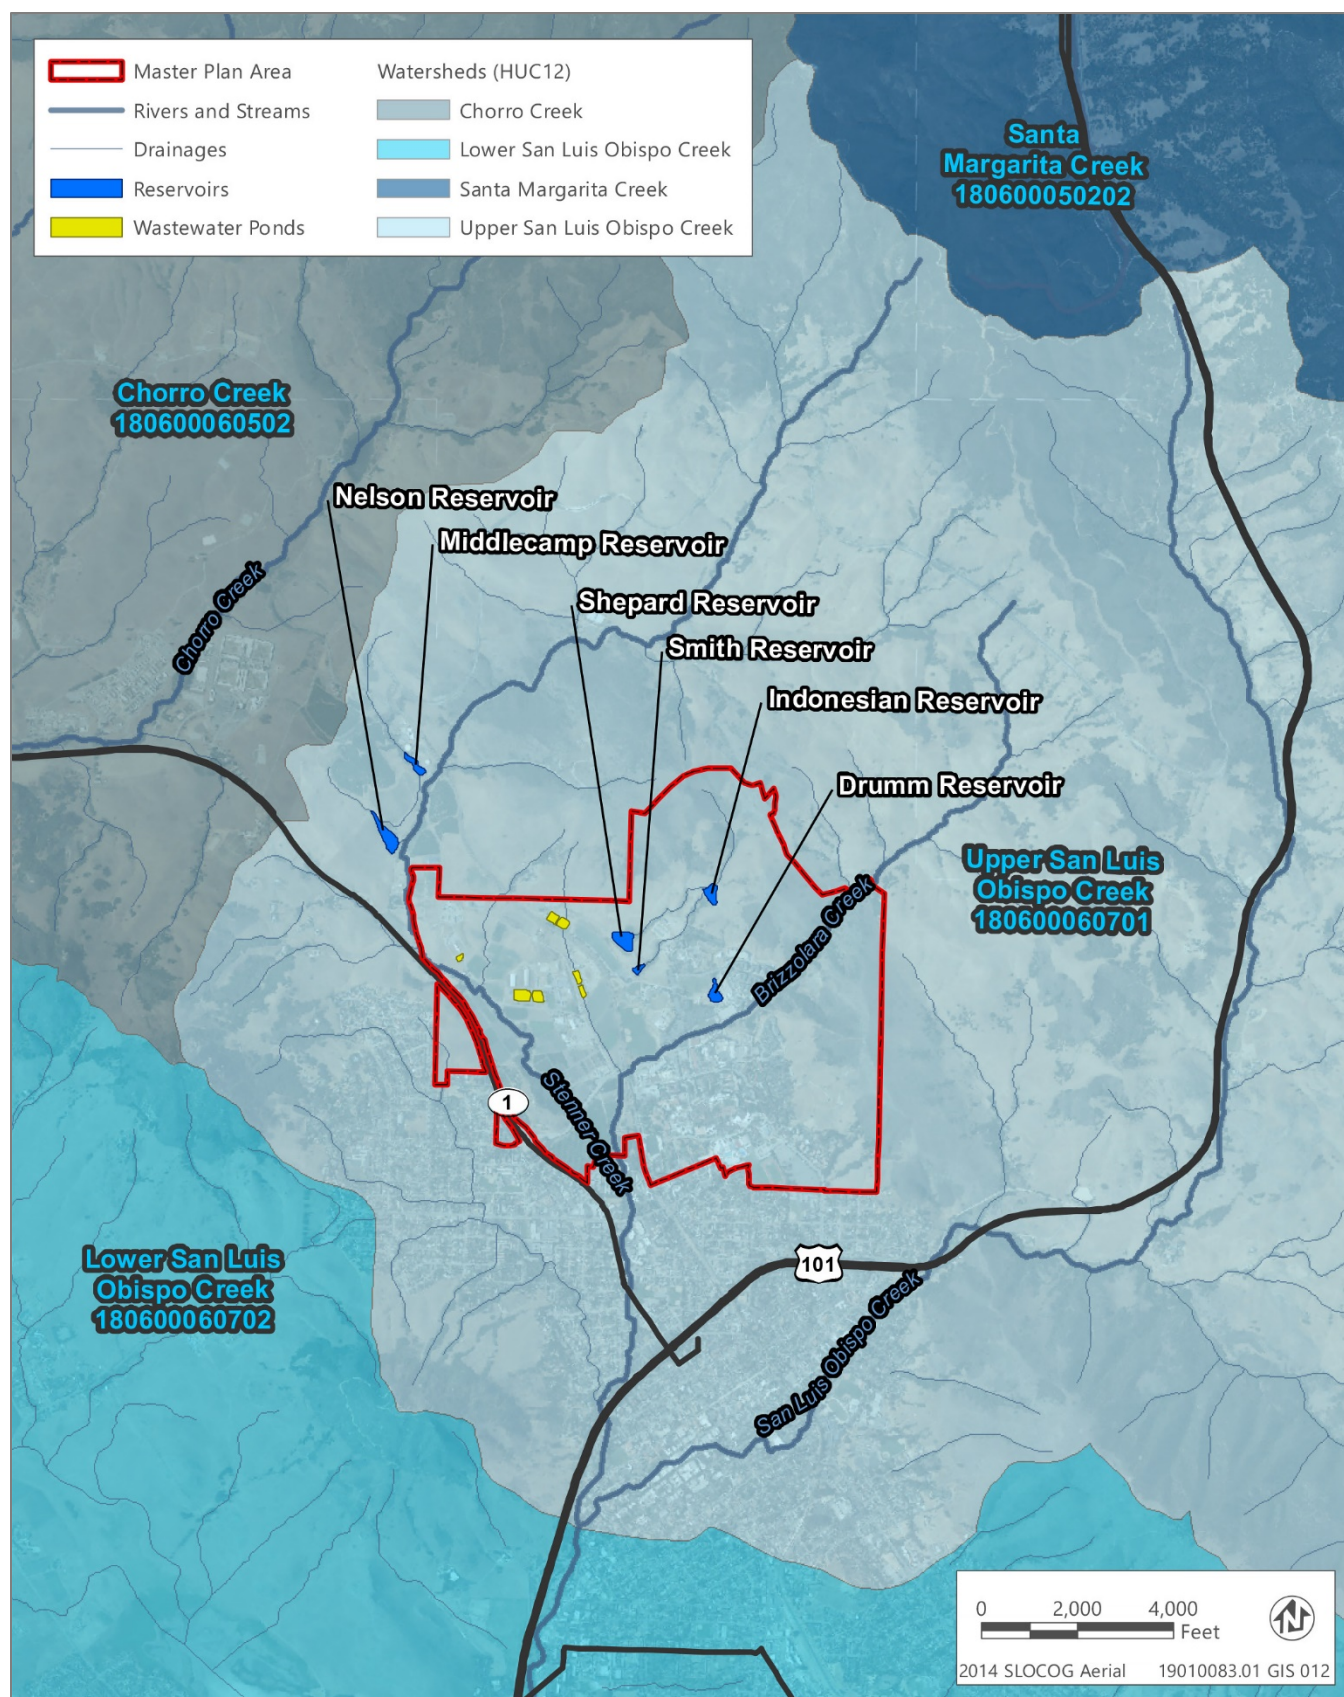 Master Plan Area
Rivers and Streams
Drainages
Reservoirs
Wastewater Ponds
Watersheds (HUC12)
Chorro Creek
Lower San Luis Obispo Creek
Santa Margarita Creek
Upper San Luis Obispo Creek
Santa
Margarita Creek
180600050202
Chorro Creek
180600060502
Nelson Reservoir
Middlecamp Reservoir
Shepard Reservoir
Smith Reservoir
Indonesian Reservoir
Drumm Reservoir
Chorro Creek
Upper San Luis
Obispo Creek
180600060701
Brizzolara Creek
Stenner Creek
1
Lower San Luis
Obispo Creek
180600060702
101
San Luis Obispo Creek
0 2,000 4,000
Feet
N
2014 SLOCOG Aerial 19010083.01 GIS 012